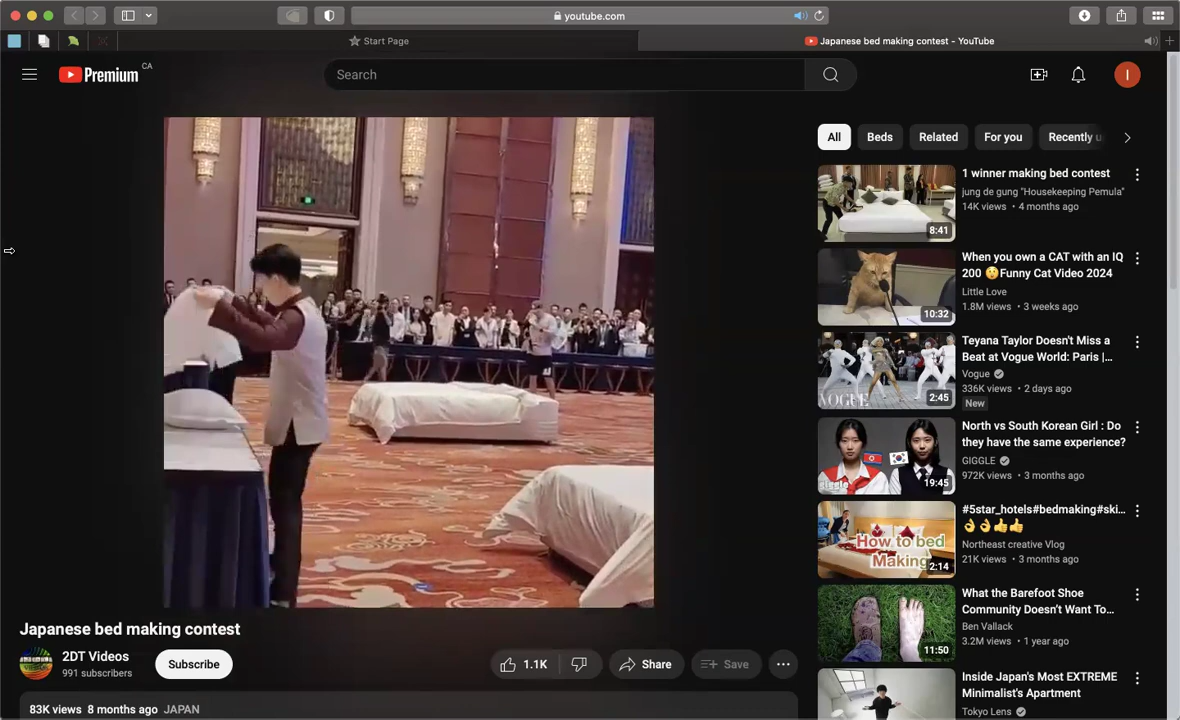 youtube.com
Start Page
Japanese bed making contest - YouTube
Premium CA
Search
I
All
Beds
Related
For you
Recently u
1 winner making bed contest
jung de gung "Housekeeping Pemula"
14K views • 4 months ago
8:41
When you own a CAT with an IQ
200 😲Funny Cat Video 2024
Little Love
1.8M views • 3 weeks ago
10:32
Teyana Taylor Doesn't Miss a
Beat at Vogue World: Paris |...
Vogue
336K views • 2 days ago
New
VOGUE
2:45
North vs South Korean Girl : Do
they have the same experience?
GIGGLE
972K views • 3 months ago
giggle
19:45
#5star_hotels#bedmaking#ski...
👌👌👍👍
Northeast creative Vlog
21K views • 3 months ago
How to bed
Making
2:14
What the Barefoot Shoe
Community Doesn't Want To...
Ben Vallack
3.2M views • 1 year ago
11:50
Inside Japan's Most EXTREME
Minimalist's Apartment
Tokyo Lens
Japanese bed making contest
2DT Videos
991 subscribers
Subscribe
1.1K
Share
Save
83K views 8 months ago JAPAN